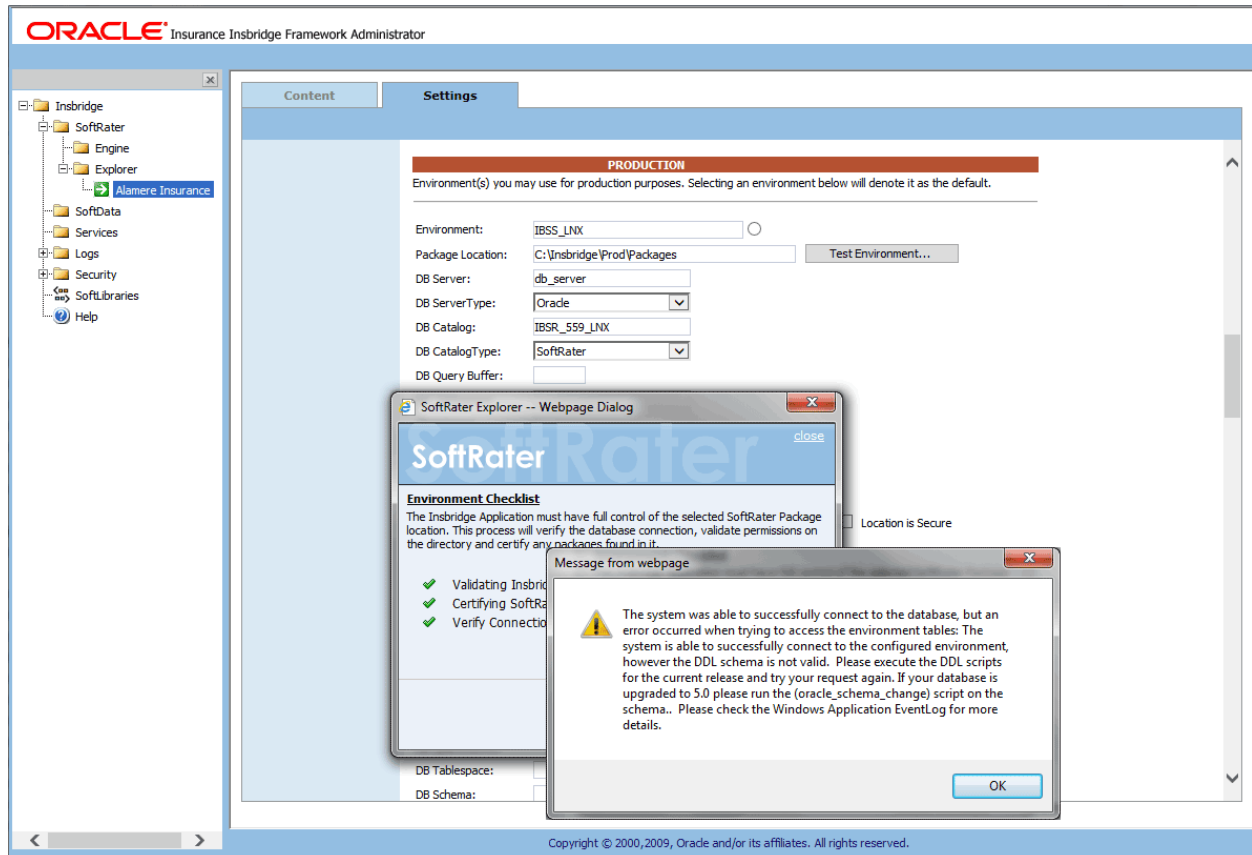 ORACLE® Insurance Insbridge Framework Administrator
Insbridge
SoftRater
Engine
Explorer
Alamere Insurance
SoftData
Services
Logs
Security
SoftLibraries
Help
Content
Settings
PRODUCTION
Environment(s) you may use for production purposes. Selecting an environment below will denote it as the default.
Environment: IBSS_LNX
Package Location: C:\Insbridge\Prod\Packages Test Environment...
DB Server: db_server
DB ServerType: Oracle
DB Catalog: IBSR_559_LNX
DB CatalogType: SoftRater
DB Query Buffer:
SoftRater Explorer -- Webpage Dialog
close
SoftRater
SoftRater
Environment Checklist
The Insbridge Application must have full control of the selected SoftRater Package
location. This process will verify the database connection, validate permissions on
the directory and certify any packages found in it.
Validating
Certifying
Verify
Location is Secure
Message from webpage
The system was able to successfully connect to the database, but an
error occurred when trying to access the environment tables: The
system is able to successfully connect to the configured environment,
however the DDL schema is not valid. Please execute the DDL scripts
for the current release and try your request again. If your database is
upgraded to 5.0 please run the (oracle_schema_change) script on the
schema.. Please check the Windows Application EventLog for more
details.
OK
DB Tablespace:
DB Schema:
Copyright © 2000,2009, Oracle and/or its affiliates. All rights reserved.